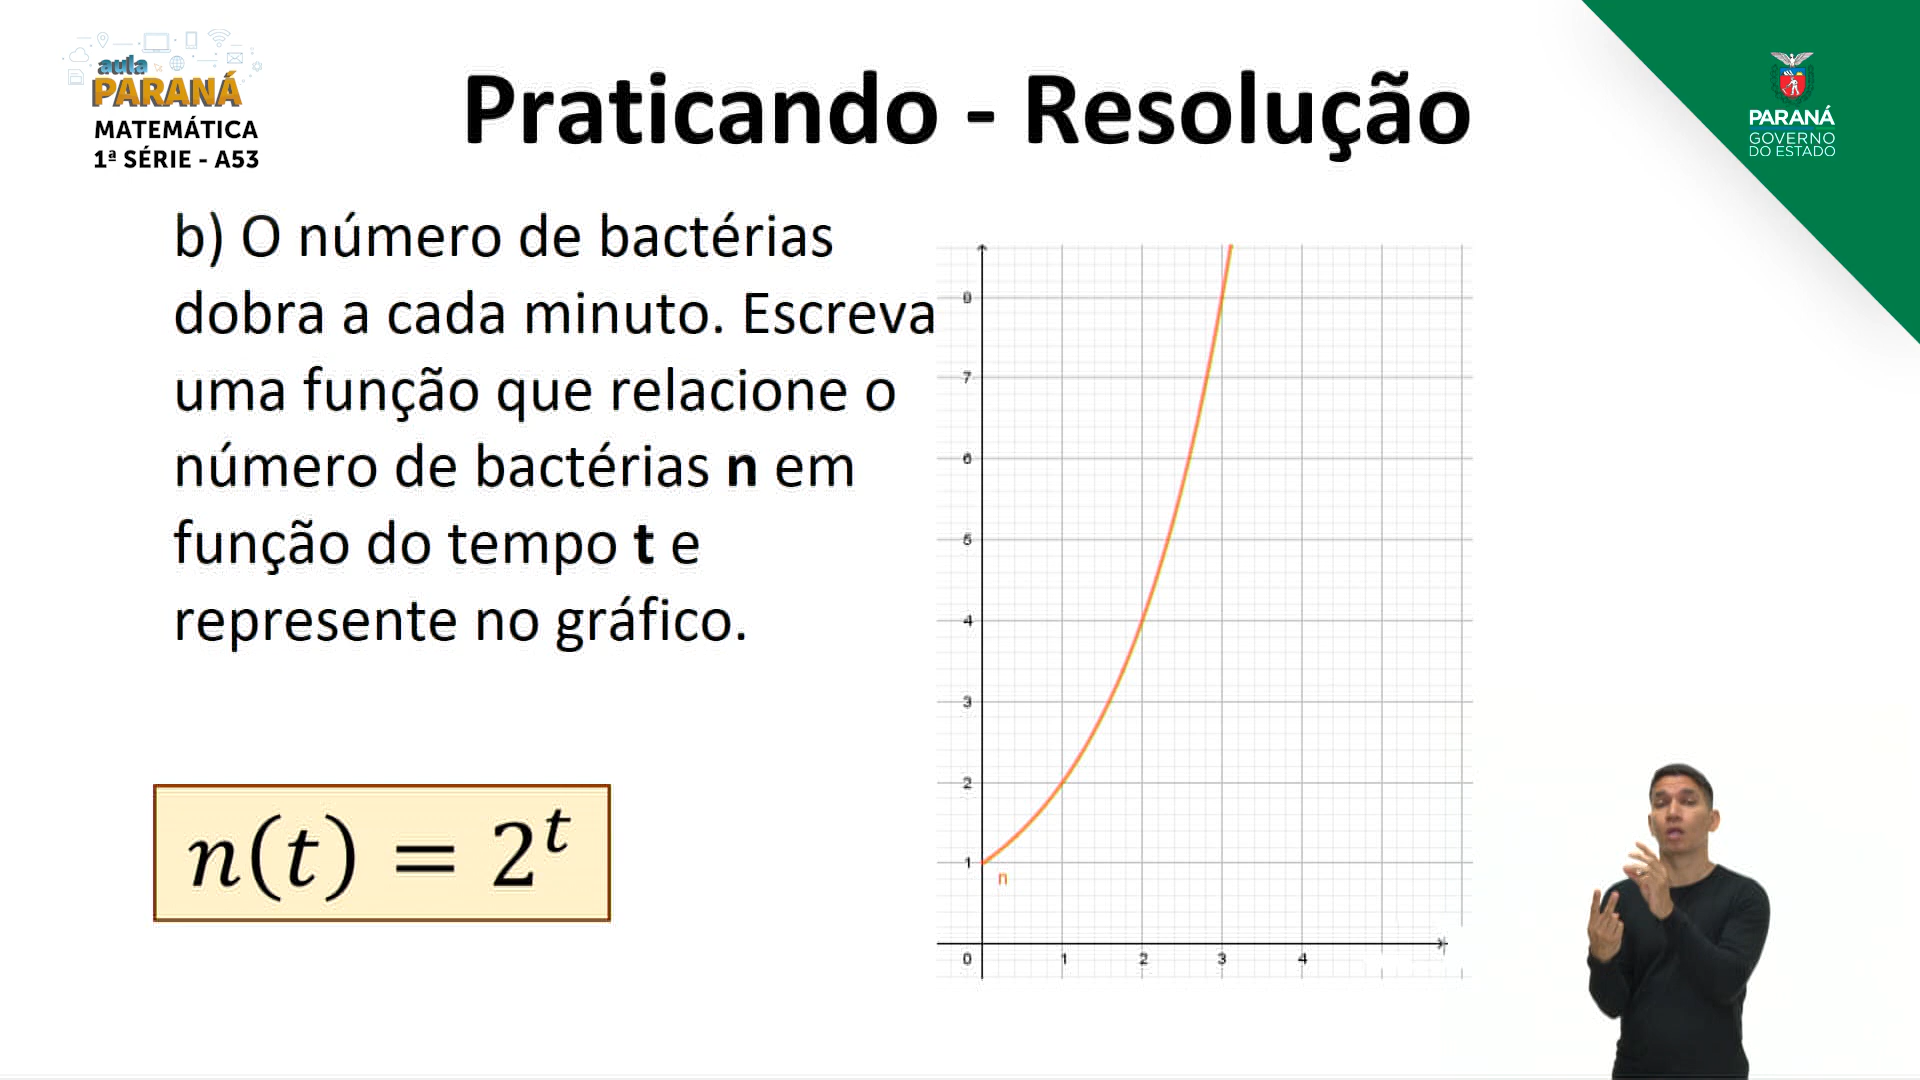 aula
PARANÁ
MATEMÁTICA
1ª SÉRIE - A53
Praticando - Resolução
PARANÁ
GOVERNO
DO ESTADO
b) O número de bactérias
dobra a cada minuto. Escreva
uma função que relacione o
número de bactérias n em
função do tempo t e
represente no gráfico.
n(t) = 2^t
8
7
6
5
4
3
2
1
n
0 1 2 3 4